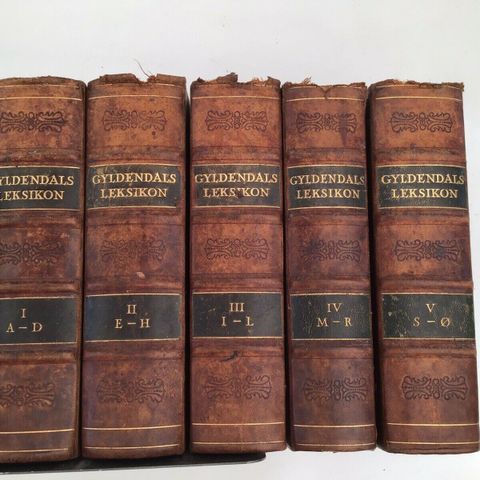 YLDENDALS
LEKSIKON
I
A–D
GYLDENDALS
LEKSIKON
II
E–H
GYLDENDALS
LEKSIKON
III
I–L
GYLDENDALS
LEKSIKON
IV
M–R
GYLDENDALS
LEKSIKON
V
S–Ø